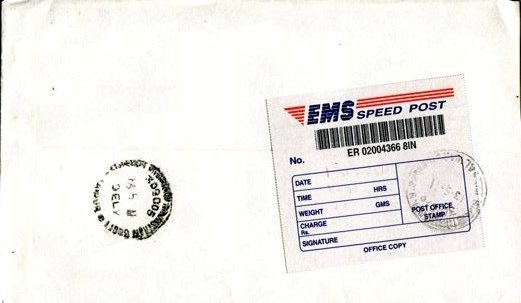 EMS SPEED POST
No. ER 02004366 8IN
DATE
TIME HRS
WEIGHT GMS
CHARGE
Rs.
SIGNATURE
POST OFFICE
STAMP
OFFICE COPY
DELY